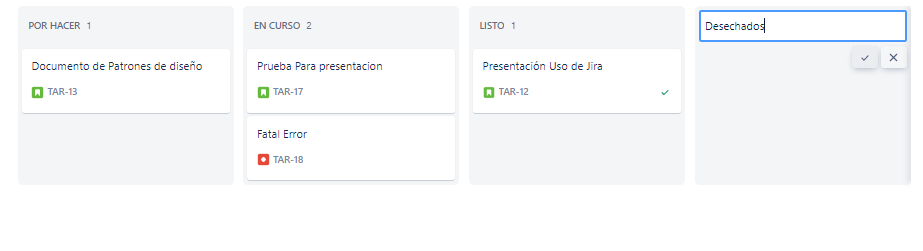 POR HACER 1
Documento de Patrones de diseño
TAR-13
EN CURSO 2
Prueba Para presentacion
TAR-17
Fatal Error
TAR-18
LISTO 1
Presentación Uso de Jira
TAR-12
Desechados